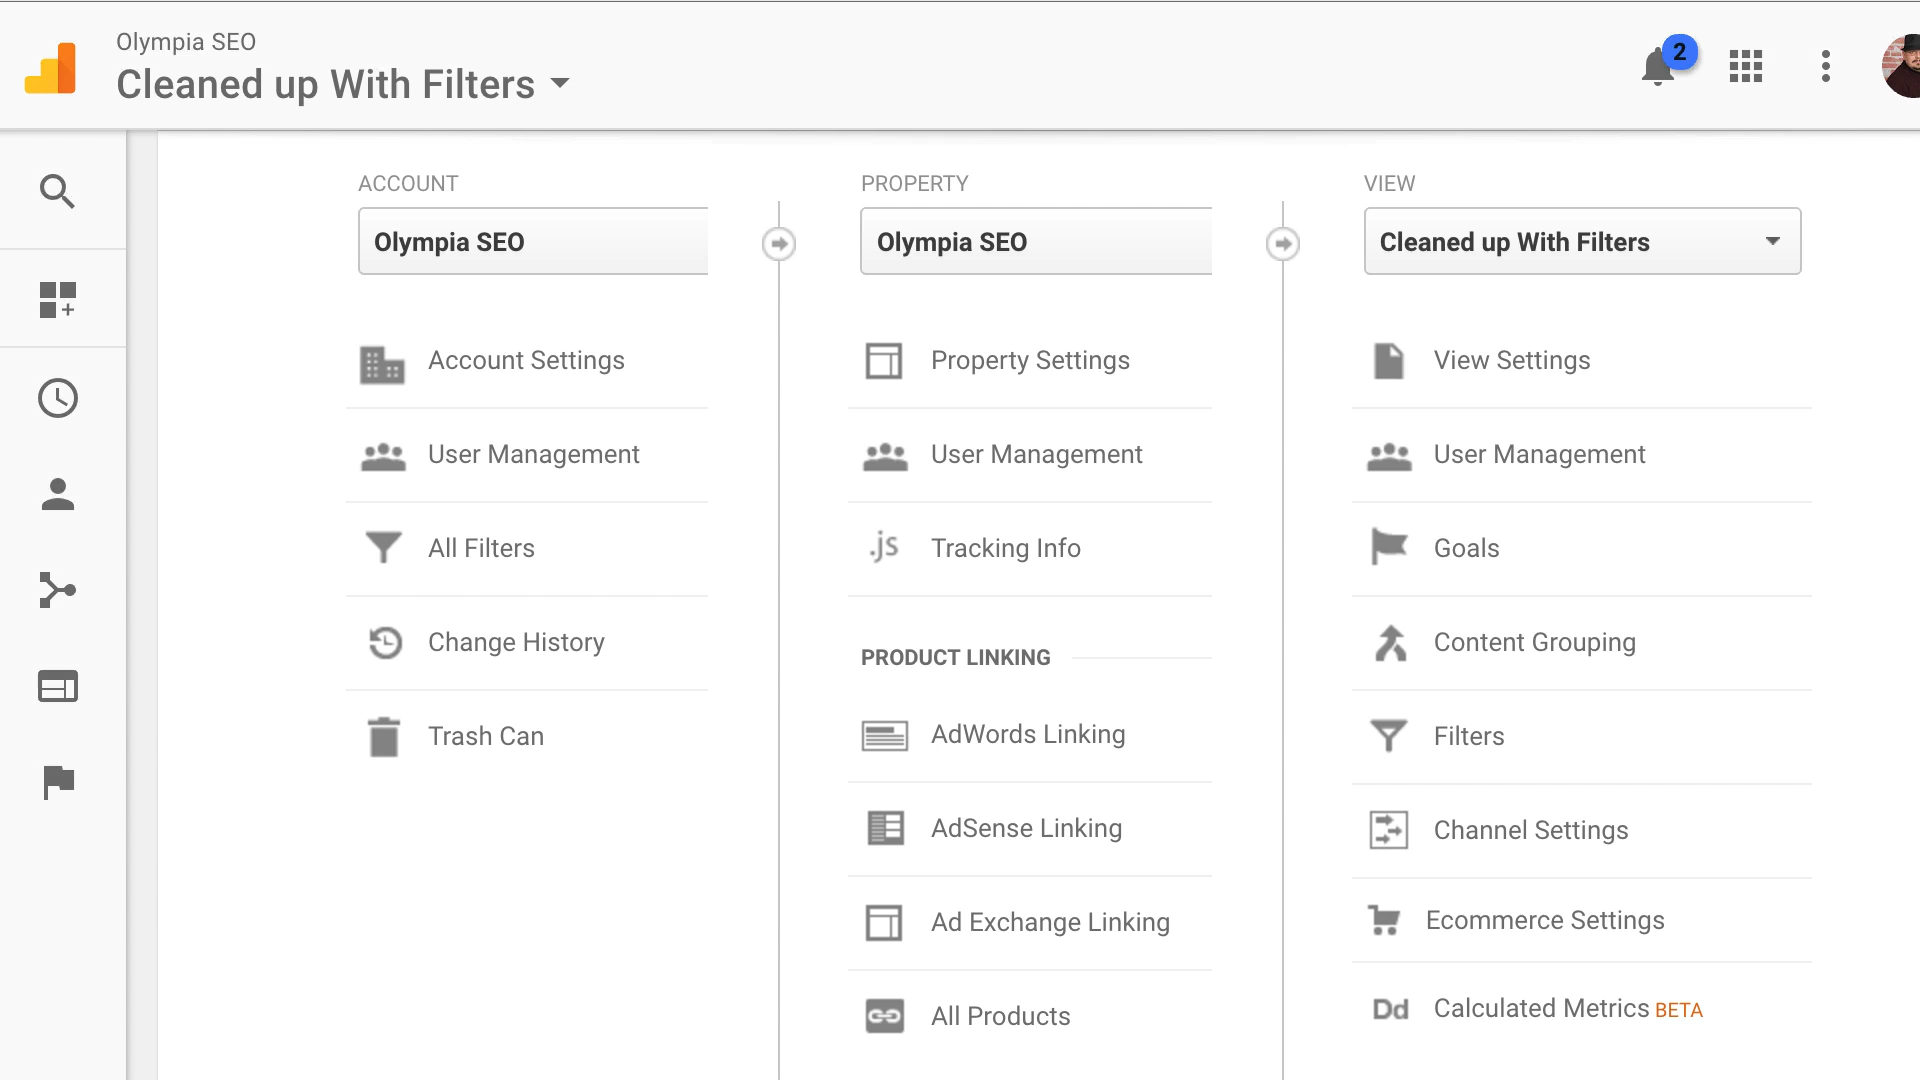 Olympia SEO
Cleaned up With Filters
2
ACCOUNT
Olympia SEO
Account Settings
User Management
All Filters
Change History
Trash Can
PROPERTY
Olympia SEO
Property Settings
User Management
.js Tracking Info
PRODUCT LINKING
AdWords Linking
AdSense Linking
Ad Exchange Linking
All Products
VIEW
Cleaned up With Filters
View Settings
User Management
Goals
Content Grouping
Filters
Channel Settings
Ecommerce Settings
Dd Calculated Metrics BETA